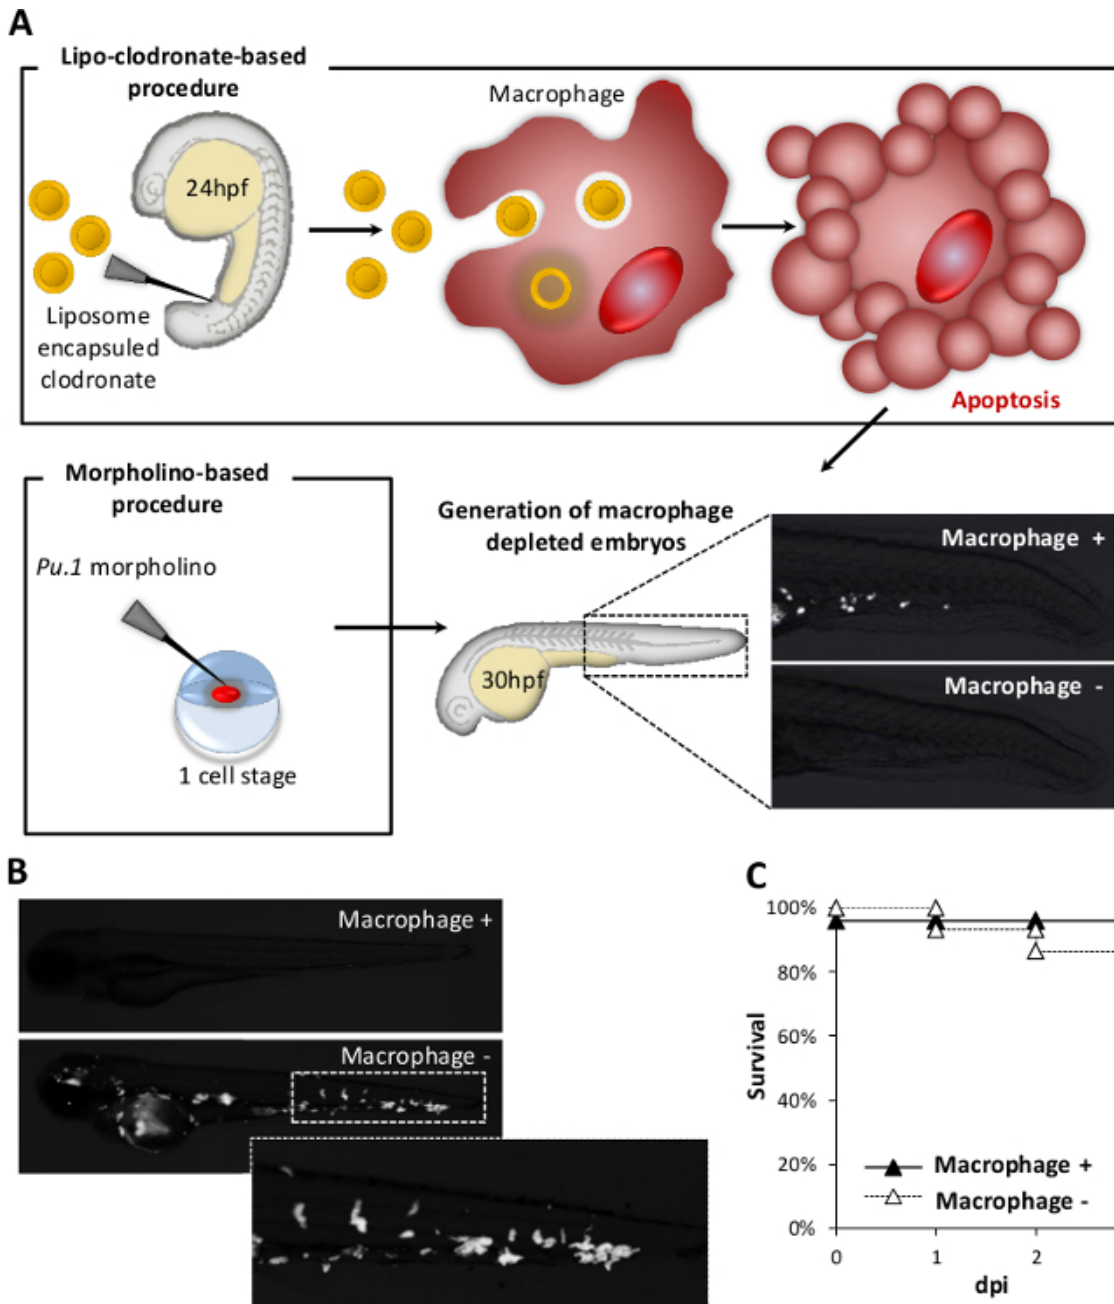 A
Lipo-clodronate-based
procedure
24hpf
Liposome
encapsuled
clodronate
Macrophage
Apoptosis
Morpholino-based
procedure
Pu.1 morpholino
1 cell stage
Generation of macrophage
depleted embryos
30hpf
Macrophage +
Macrophage -
B
Macrophage +
Macrophage -
C
Survival
100%
80%
60%
40%
20%
0%
Macrophage +
Macrophage -
0
1
2
dpi